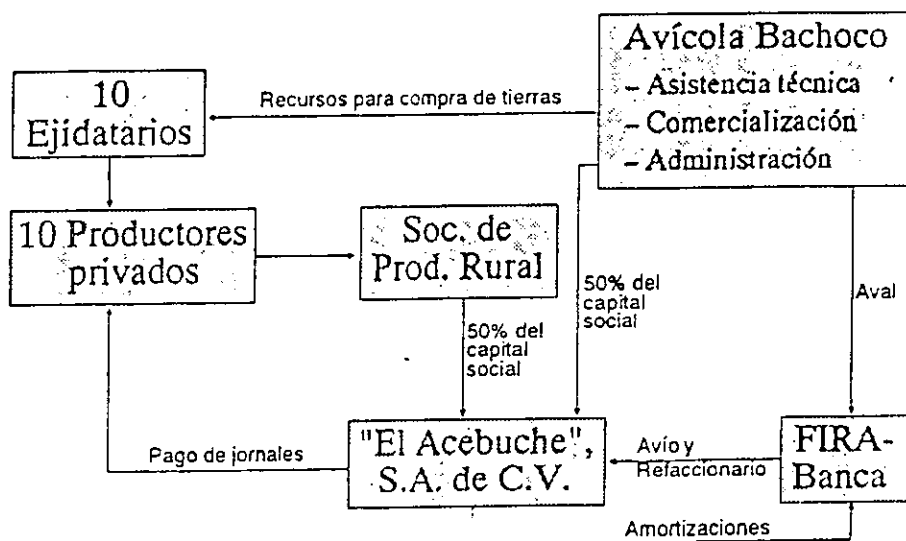 Avícola Bachoco
– Asistencia técnica
– Comercialización
– Administración
10
Ejidatarios
Recursos para compra de tierras
10 Productores
privados
Soc. de
Prod. Rural
50% del
capital
social
50% del
capital
social
Aval
"El Acebuche",
S.A. de C.V.
Pago de jornales
Avío y
Refaccionario
FIRA-
Banca
Amortizaciones